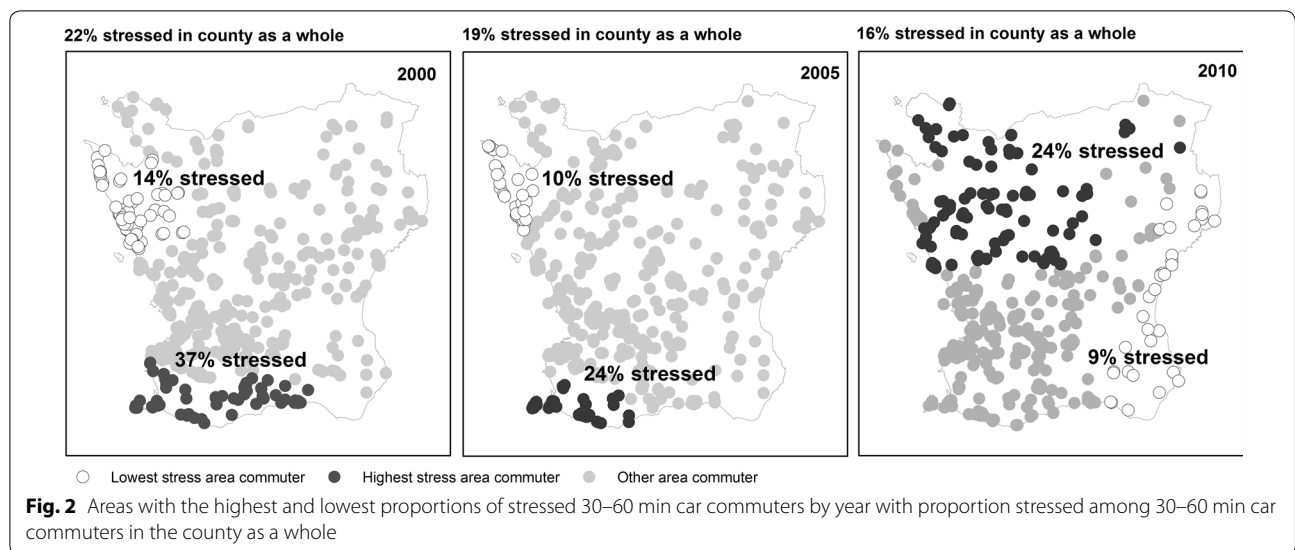 22% stressed in county as a whole
19% stressed in county as a whole
16% stressed in county as a whole
2000
2005
2010
14% stressed
10% stressed
24% stressed
37% stressed
24% stressed
9% stressed
Lowest stress area commuter
Highest stress area commuter
Other area commuter
Fig. 2 Areas with the highest and lowest proportions of stressed 30–60 min car commuters by year with proportion stressed among 30–60 min car
commuters in the county as a whole